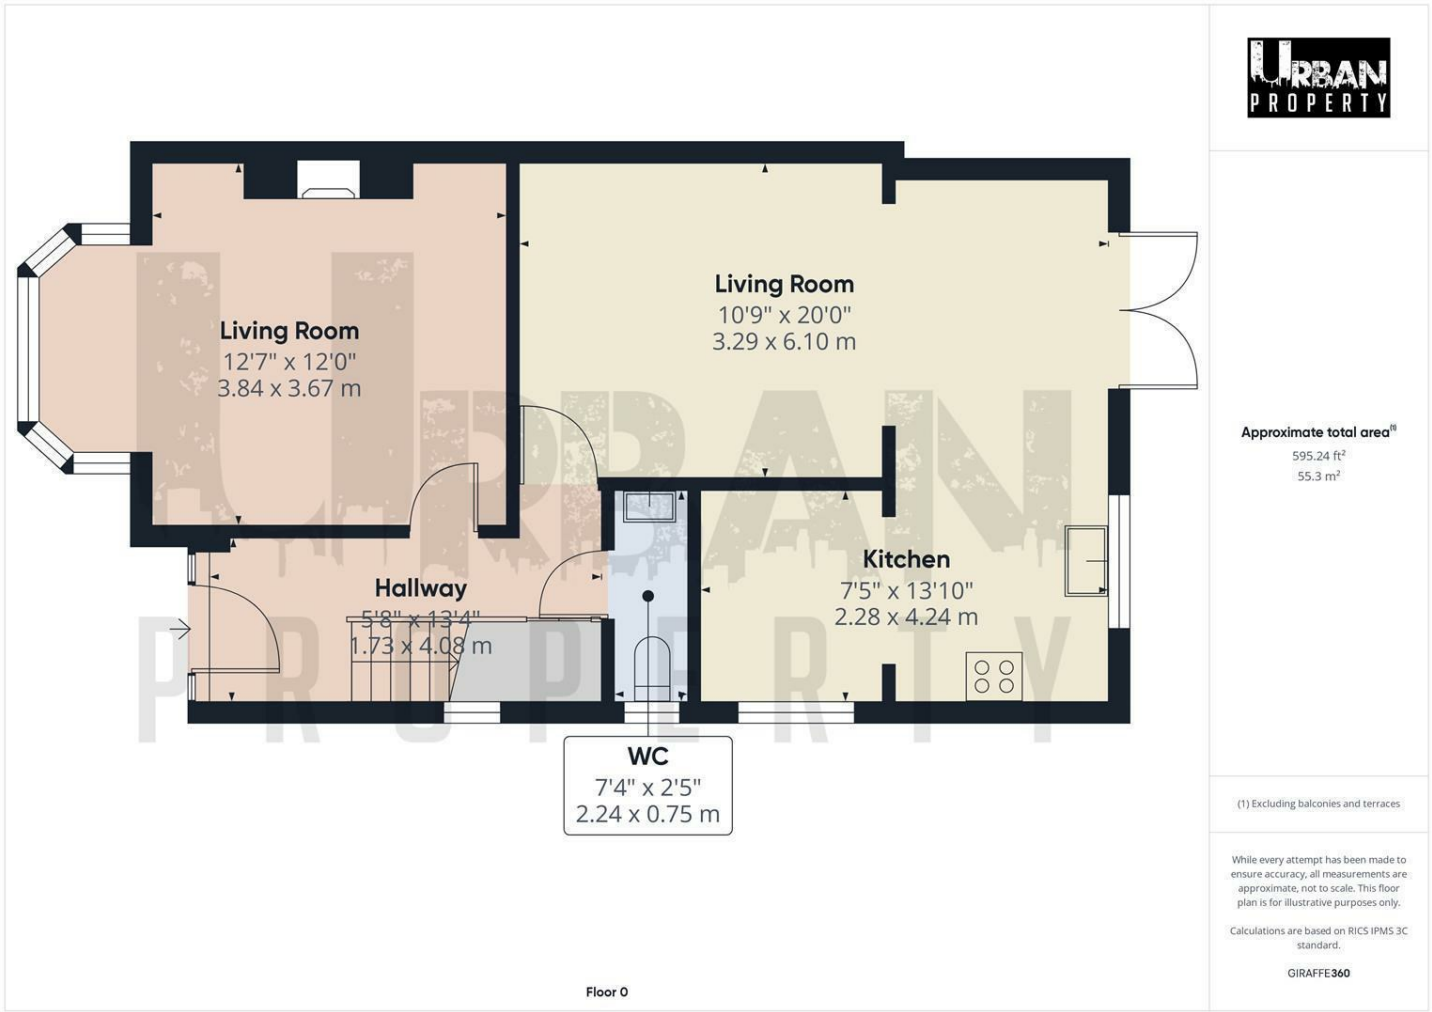 URBAN
PROPERTY
Living Room
12'7" x 12'0"
3.84 x 3.67 m
Living Room
10'9" x 20'0"
3.29 x 6.10 m
Hallway
5'8" x 13'4"
1.73 x 4.08 m
Kitchen
7'5" x 13'10"
2.28 x 4.24 m
WC
7'4" x 2'5"
2.24 x 0.75 m
URBAN
PROPERTY
Floor 0
Approximate total area(1)
595.24 ft²
55.3 m²
(1) Excluding balconies and terraces
While every attempt has been made to
ensure accuracy, all measurements are
approximate, not to scale. This floor
plan is for illustrative purposes only.
Calculations are based on RICS IPMS 3C
standard.
GIRAFFE360